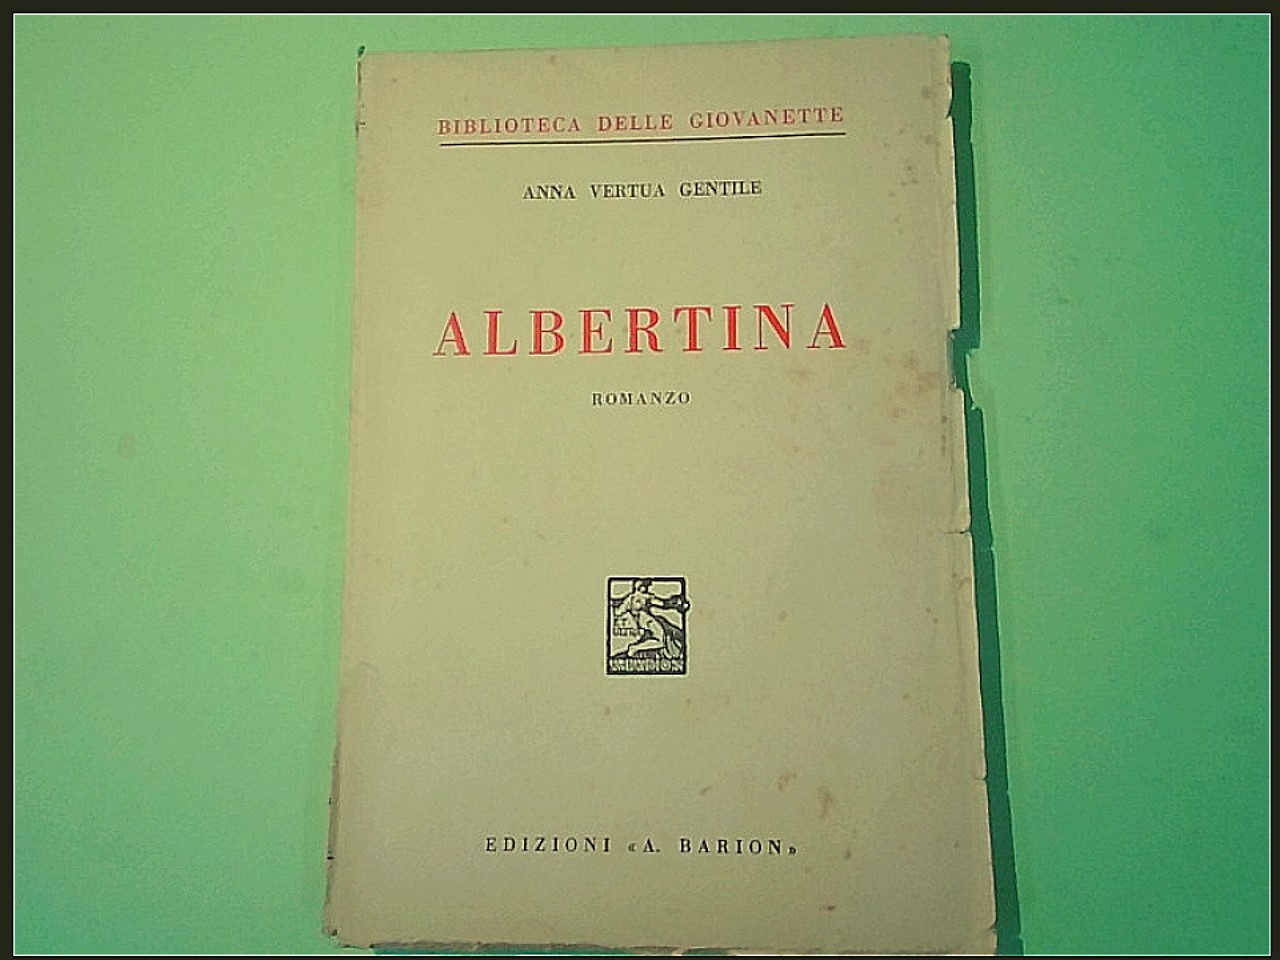 BIBLIOTECA DELLE GIOVANETTE
ANNA VERTUA GENTILE
ALBERTINA
ROMANZO
EDIZIONI «A. BARION»